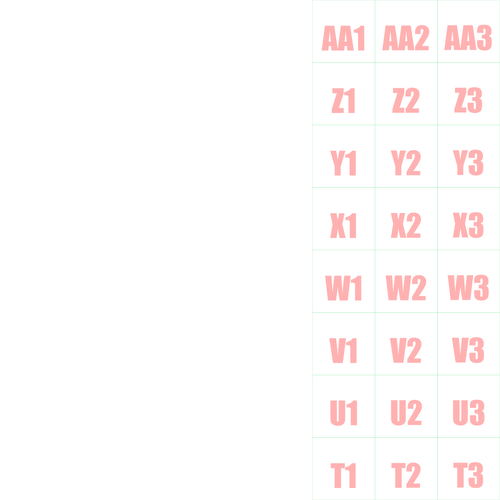 AA1 AA2 AA3
Z1 Z2 Z3
Y1 Y2 Y3
X1 X2 X3
W1 W2 W3
V1 V2 V3
U1 U2 U3
T1 T2 T3